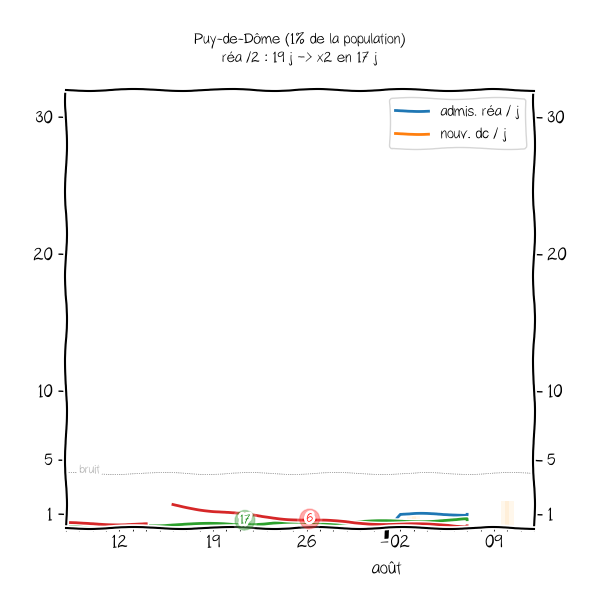 Puy-de-Dôme (1% de la population)
réa /2 : 19 j -> x2 en 17 j
admis. réa / j
nouv. dc / j
30
30
20
20
10
10
5
5
bruit
1
17
6
1
12
19
26
02
09
août